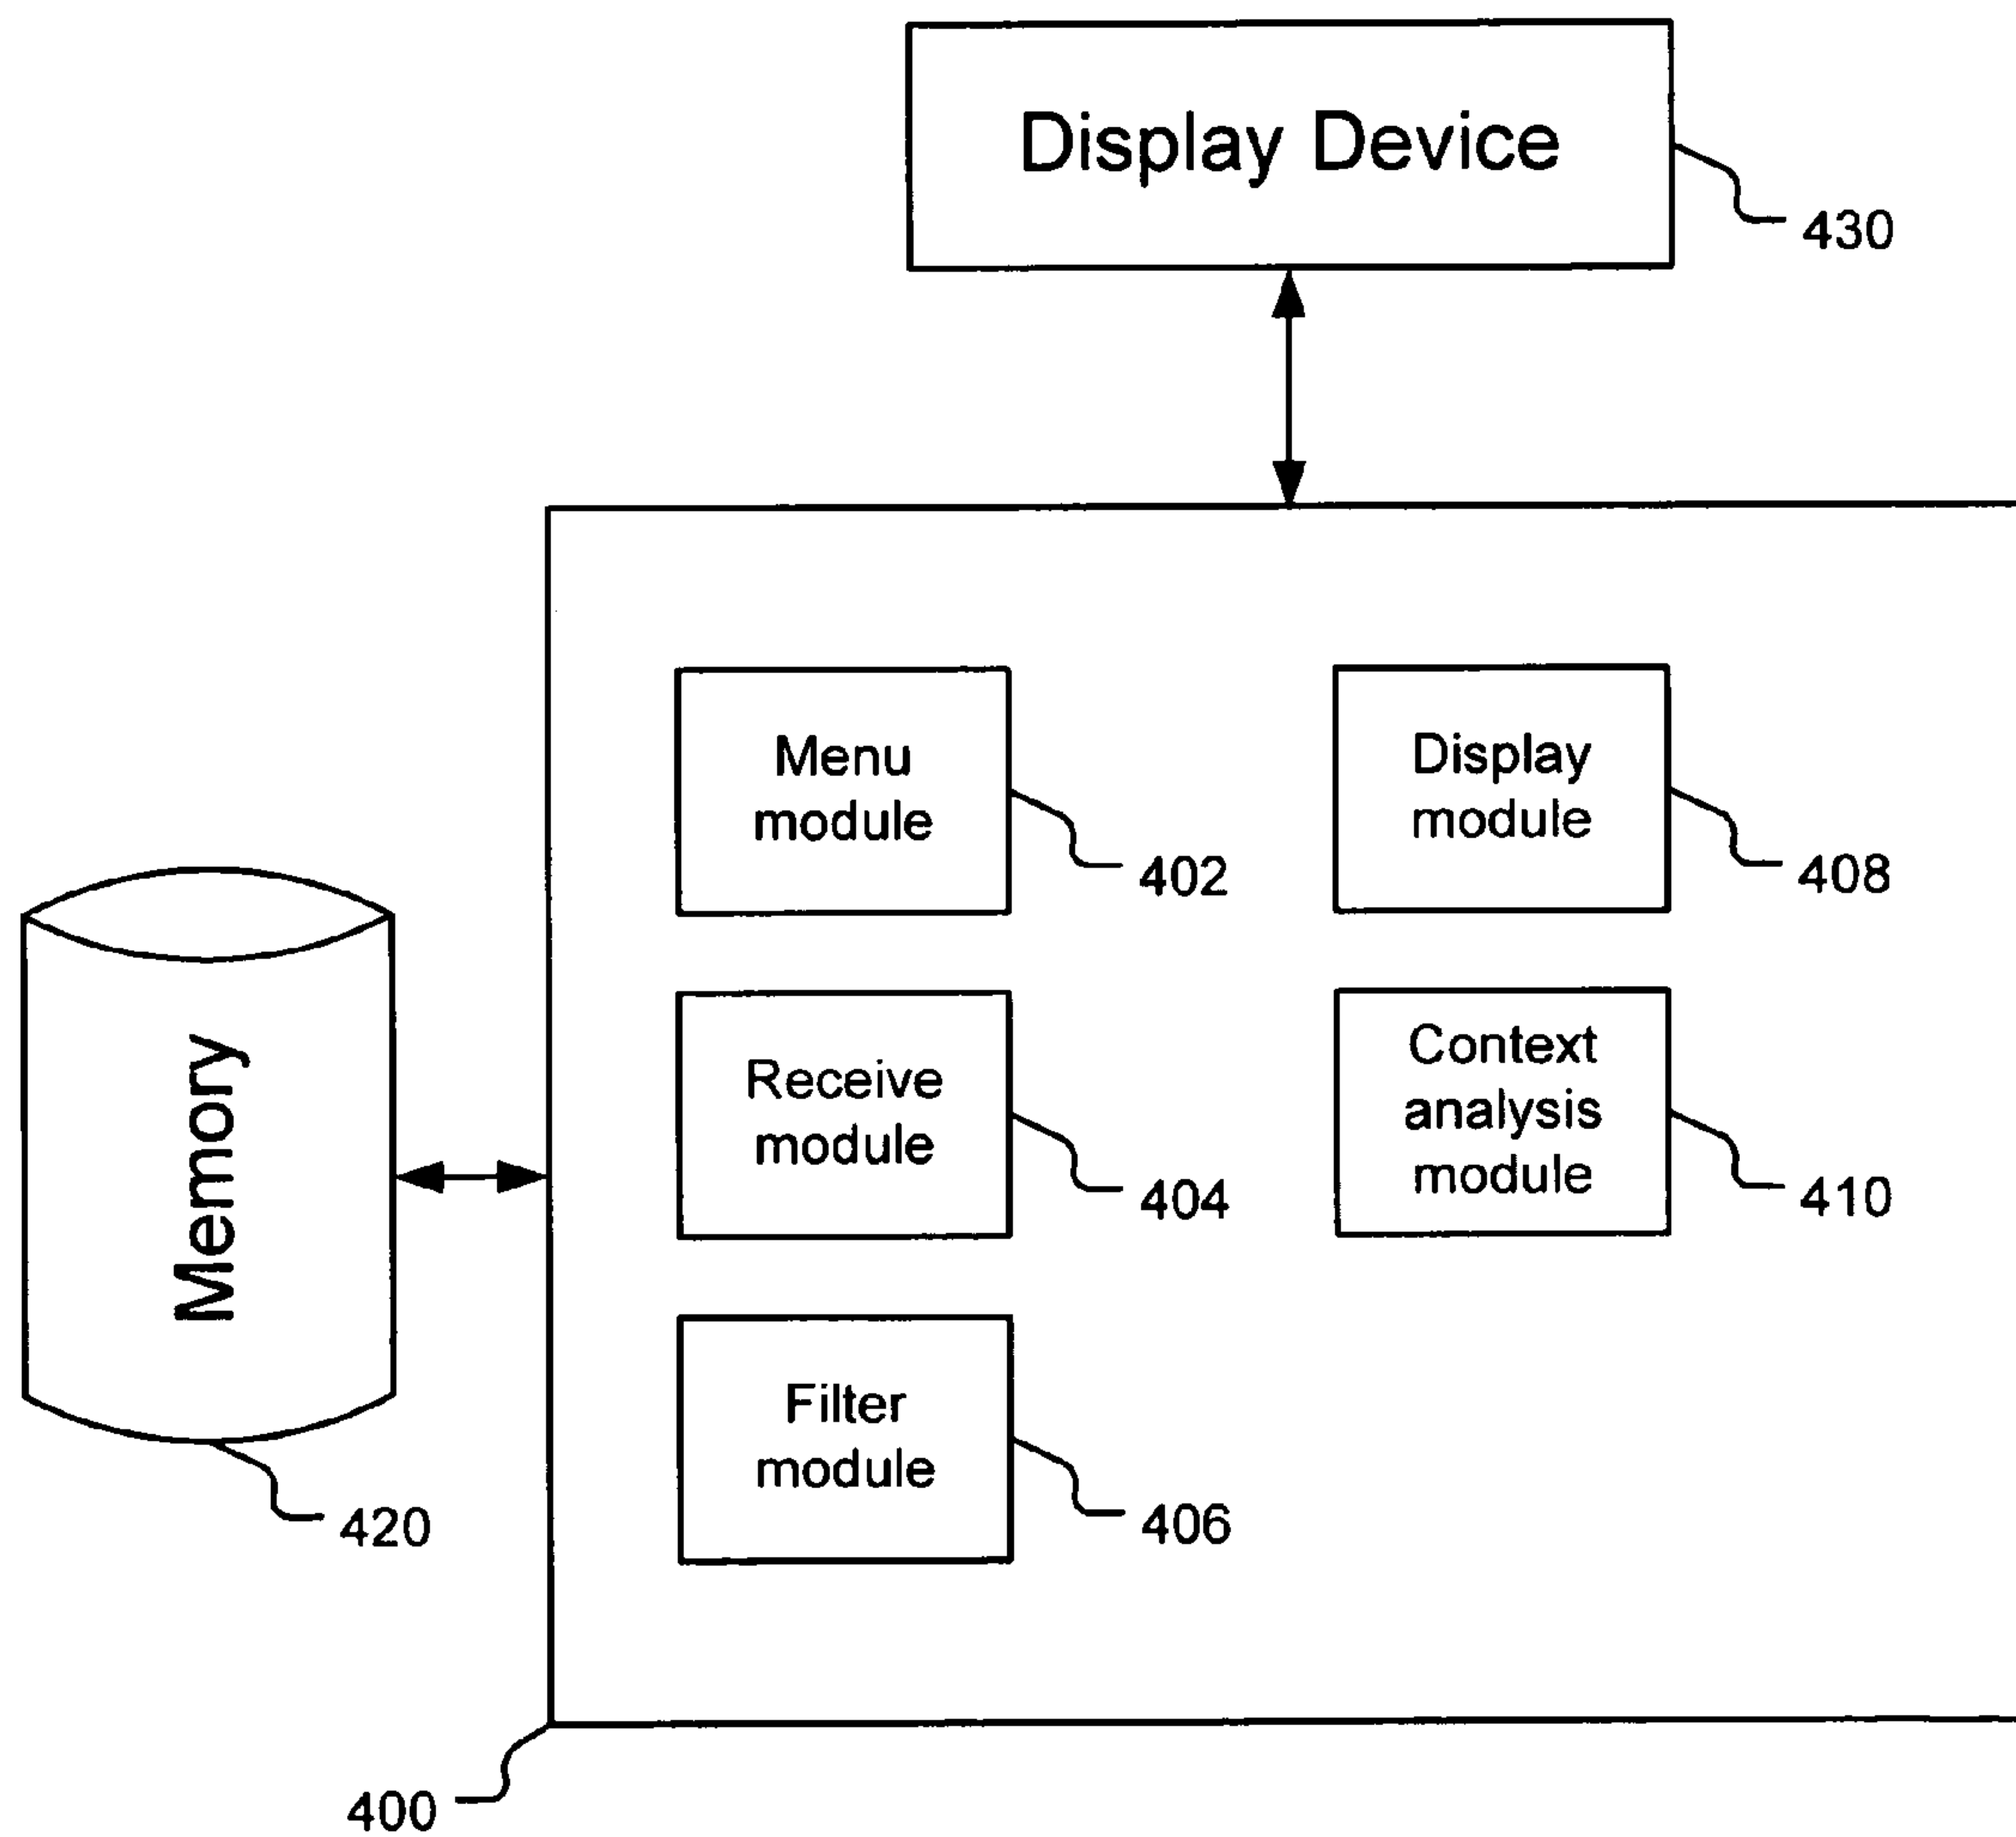 Display Device
430
Menu
module
402
Display
module
408
Receive
module
404
Context
analysis
module
410
Memory
420
Filter
module
406
400